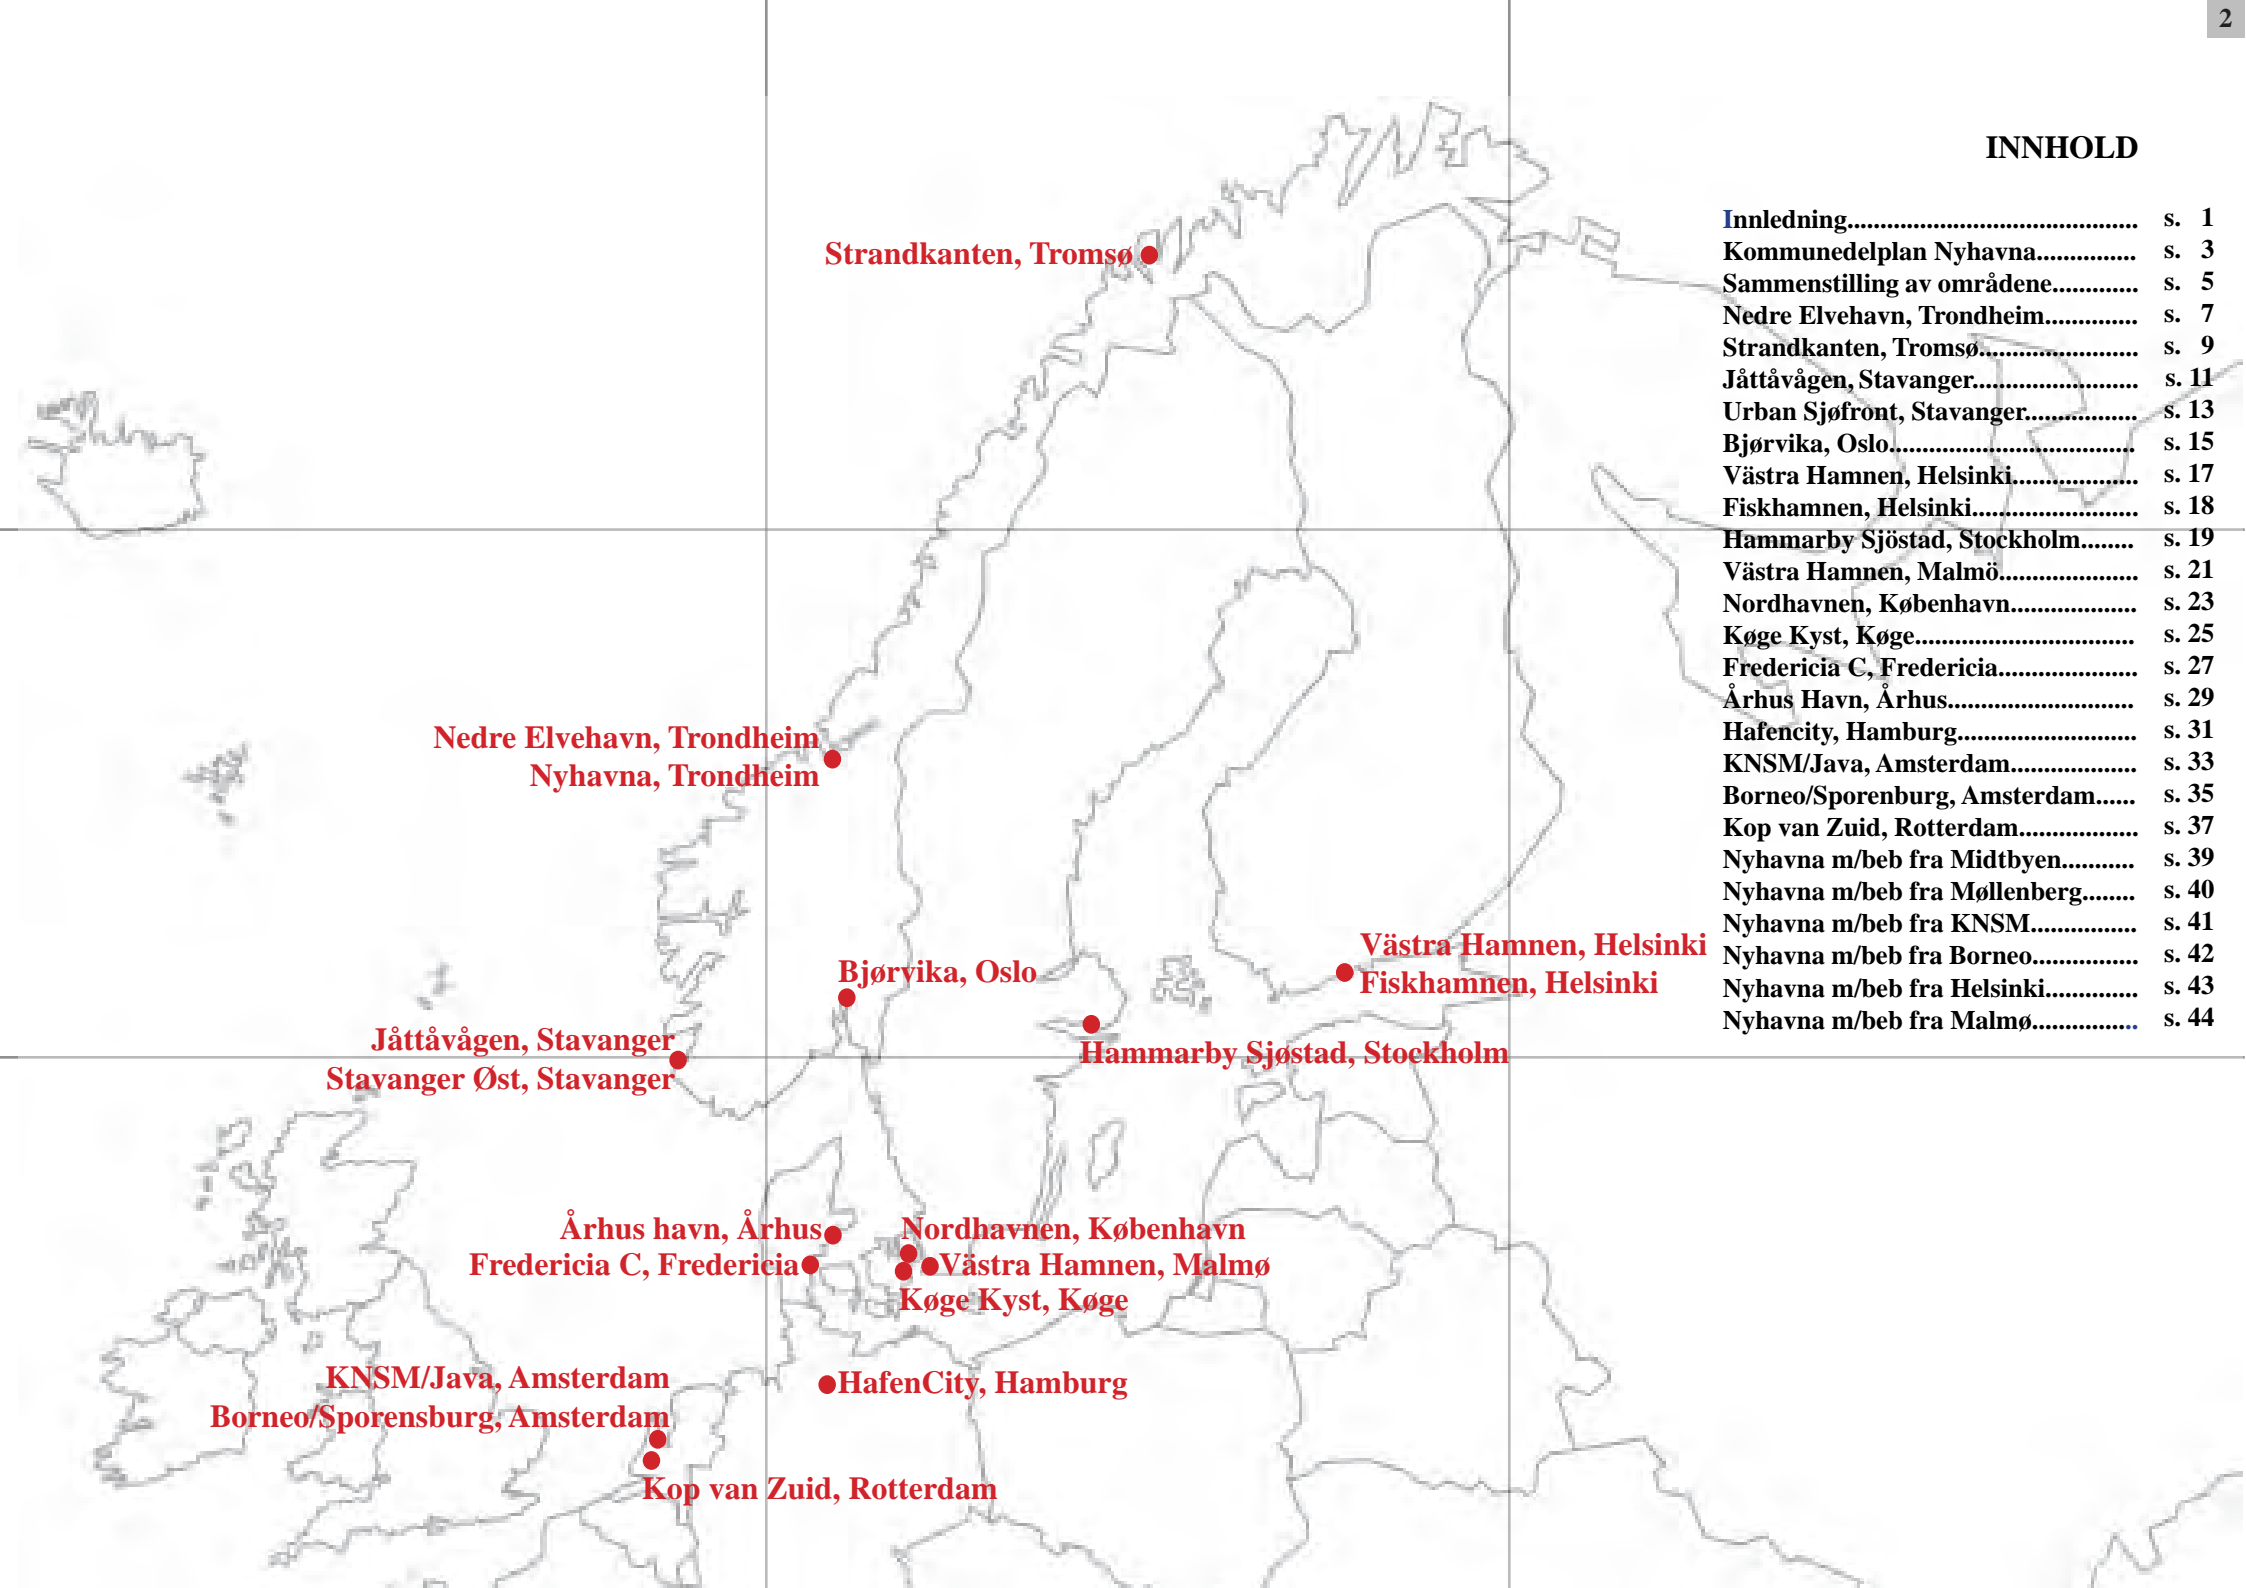 2
INNHOLD
Innledning............................................ s. 1
Kommunedelplan Nyhavna............... s. 3
Sammenstilling av områdene............. s. 5
Nedre Elvehavn, Trondheim.............. s. 7
Strandkanten, Tromsø........................ s. 9
Jåttåvågen, Stavanger......................... s. 11
Urban Sjøfront, Stavanger................. s. 13
Bjørvika, Oslo..................................... s. 15
Västra Hamnen, Helsinki................... s. 17
Fiskhamnen, Helsinki......................... s. 18
Hammarby Sjöstad, Stockholm........ s. 19
Västra Hamnen, Malmö..................... s. 21
Nordhavnen, København................... s. 23
Køge Kyst, Køge................................. s. 25
Fredericia C, Fredericia..................... s. 27
Århus Havn, Århus............................ s. 29
Hafencity, Hamburg........................... s. 31
KNSM/Java, Amsterdam................... s. 33
Borneo/Sporenburg, Amsterdam...... s. 35
Kop van Zuid, Rotterdam.................. s. 37
Nyhavna m/beb fra Midtbyen........... s. 39
Nyhavna m/beb fra Møllenberg........ s. 40
Nyhavna m/beb fra KNSM................ s. 41
Nyhavna m/beb fra Borneo................ s. 42
Nyhavna m/beb fra Helsinki.............. s. 43
Nyhavna m/beb fra Malmø................ s. 44
Strandkanten, Tromsø
Nedre Elvehavn, Trondheim
Nyhavna, Trondheim
Västra Hamnen, Helsinki
Fiskhamnen, Helsinki
Bjørvika, Oslo
Jåttåvågen, Stavanger
Stavanger Øst, Stavanger
Hammarby Sjøstad, Stockholm
Århus havn, Århus
Fredericia C, Fredericia
Nordhavnen, København
Västra Hamnen, Malmø
Køge Kyst, Køge
KNSM/Java, Amsterdam
Borneo/Sporensburg, Amsterdam
HafenCity, Hamburg
Kop van Zuid, Rotterdam